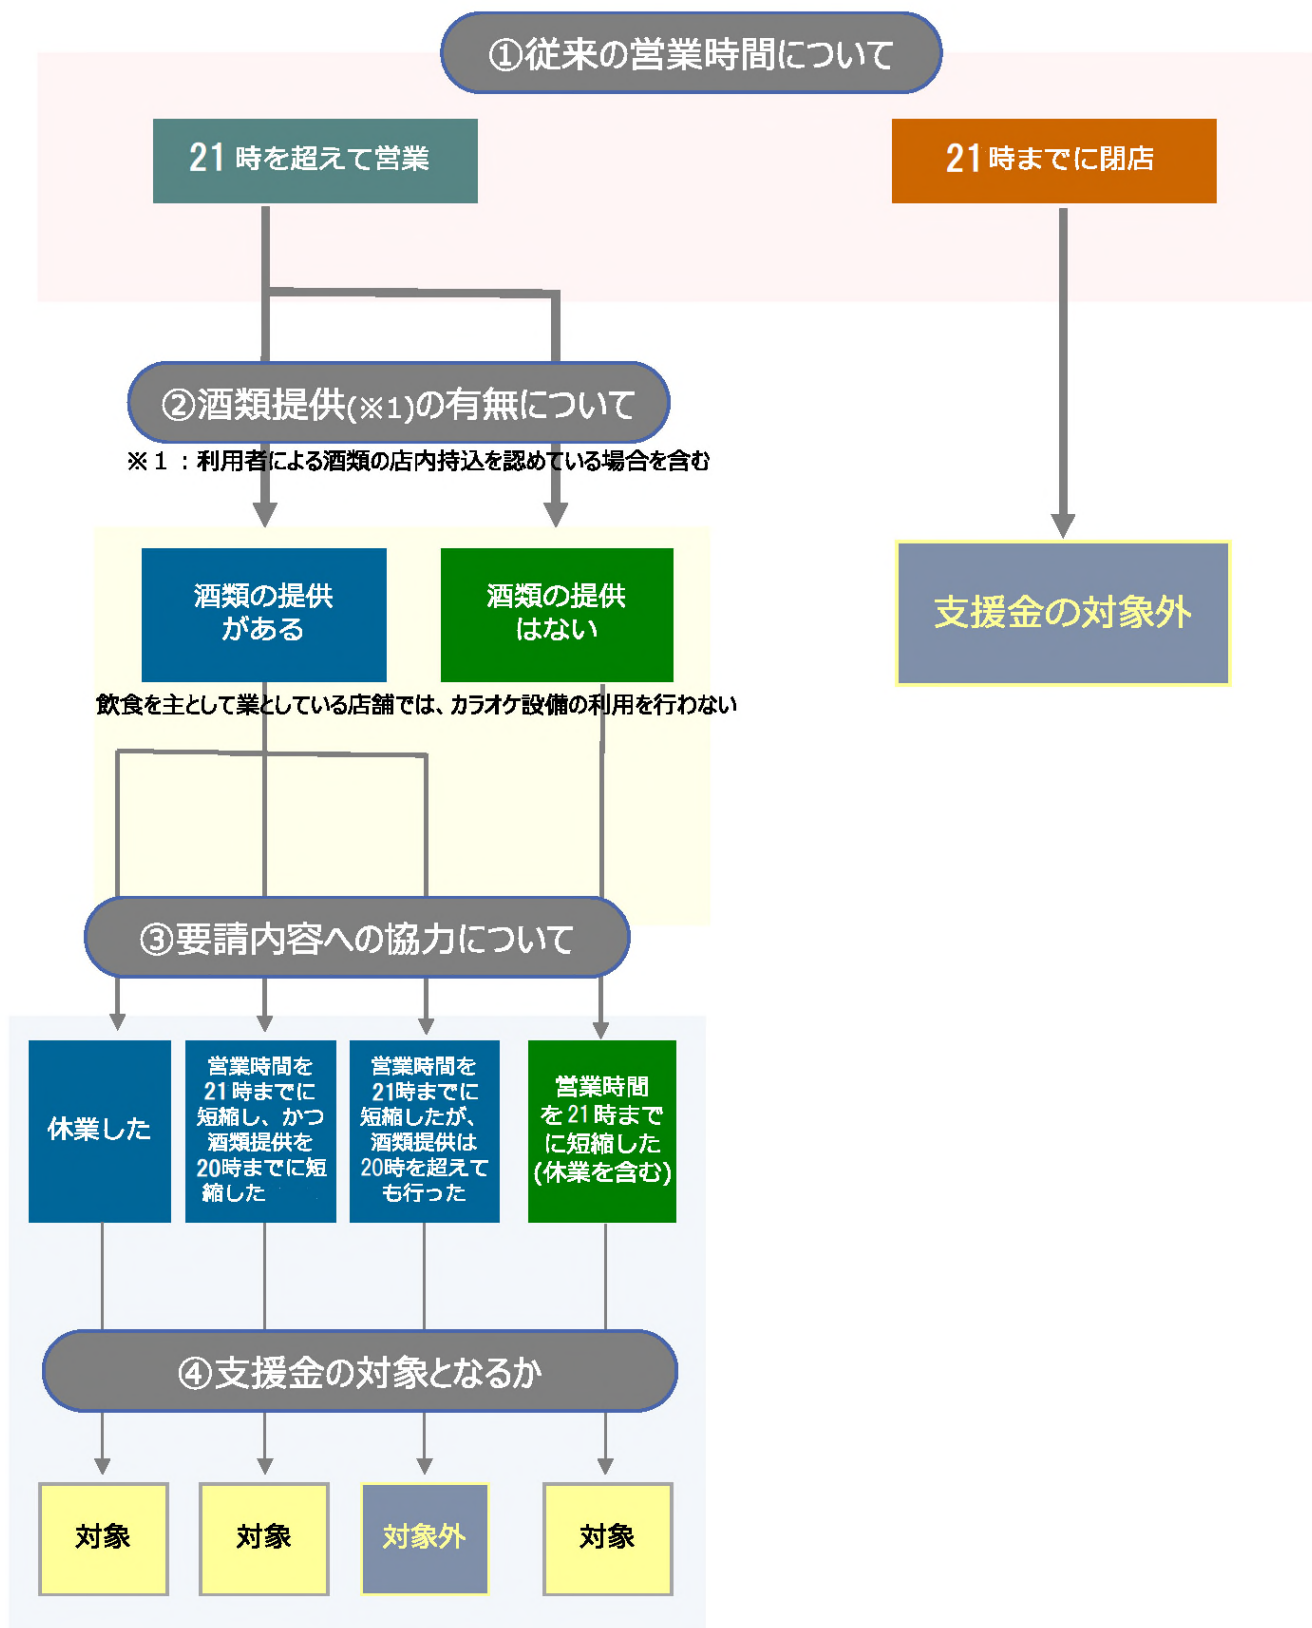 ①従来の営業時間について
21時を超えて営業
21時までに閉店
②酒類提供(※1)の有無について
※１：利用者による酒類の店内持込を認めている場合を含む
酒類の提供
がある
酒類の提供
はない
支援金の対象外
飲食を主として業としている店舗では、カラオケ設備の利用を行わない
③要請内容への協力について
休業した
営業時間を
21時までに
短縮し、かつ
酒類提供を
20時までに短
縮した
営業時間を
21時までに
短縮したが、
酒類提供は
20時を超えて
も行った
営業時間
を21時まで
に短縮した
(休業を含む)
④支援金の対象となるか
対象
対象
対象外
対象